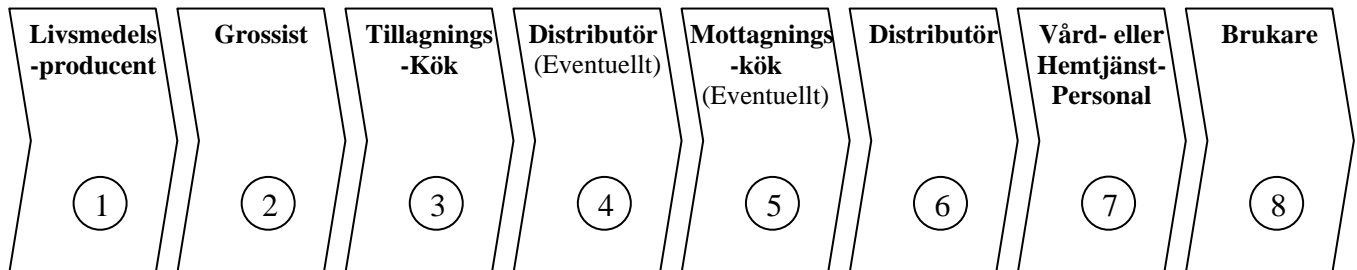 Livsmedels
-producent
1
Grossist
2
Tillagnings
-Kök
3
Distributör
(Eventuellt)
4
Mottagnings
-kök
(Eventuellt)
5
Distributör
6
Vård- eller
Hemtjänst-
Personal
7
Brukare
8